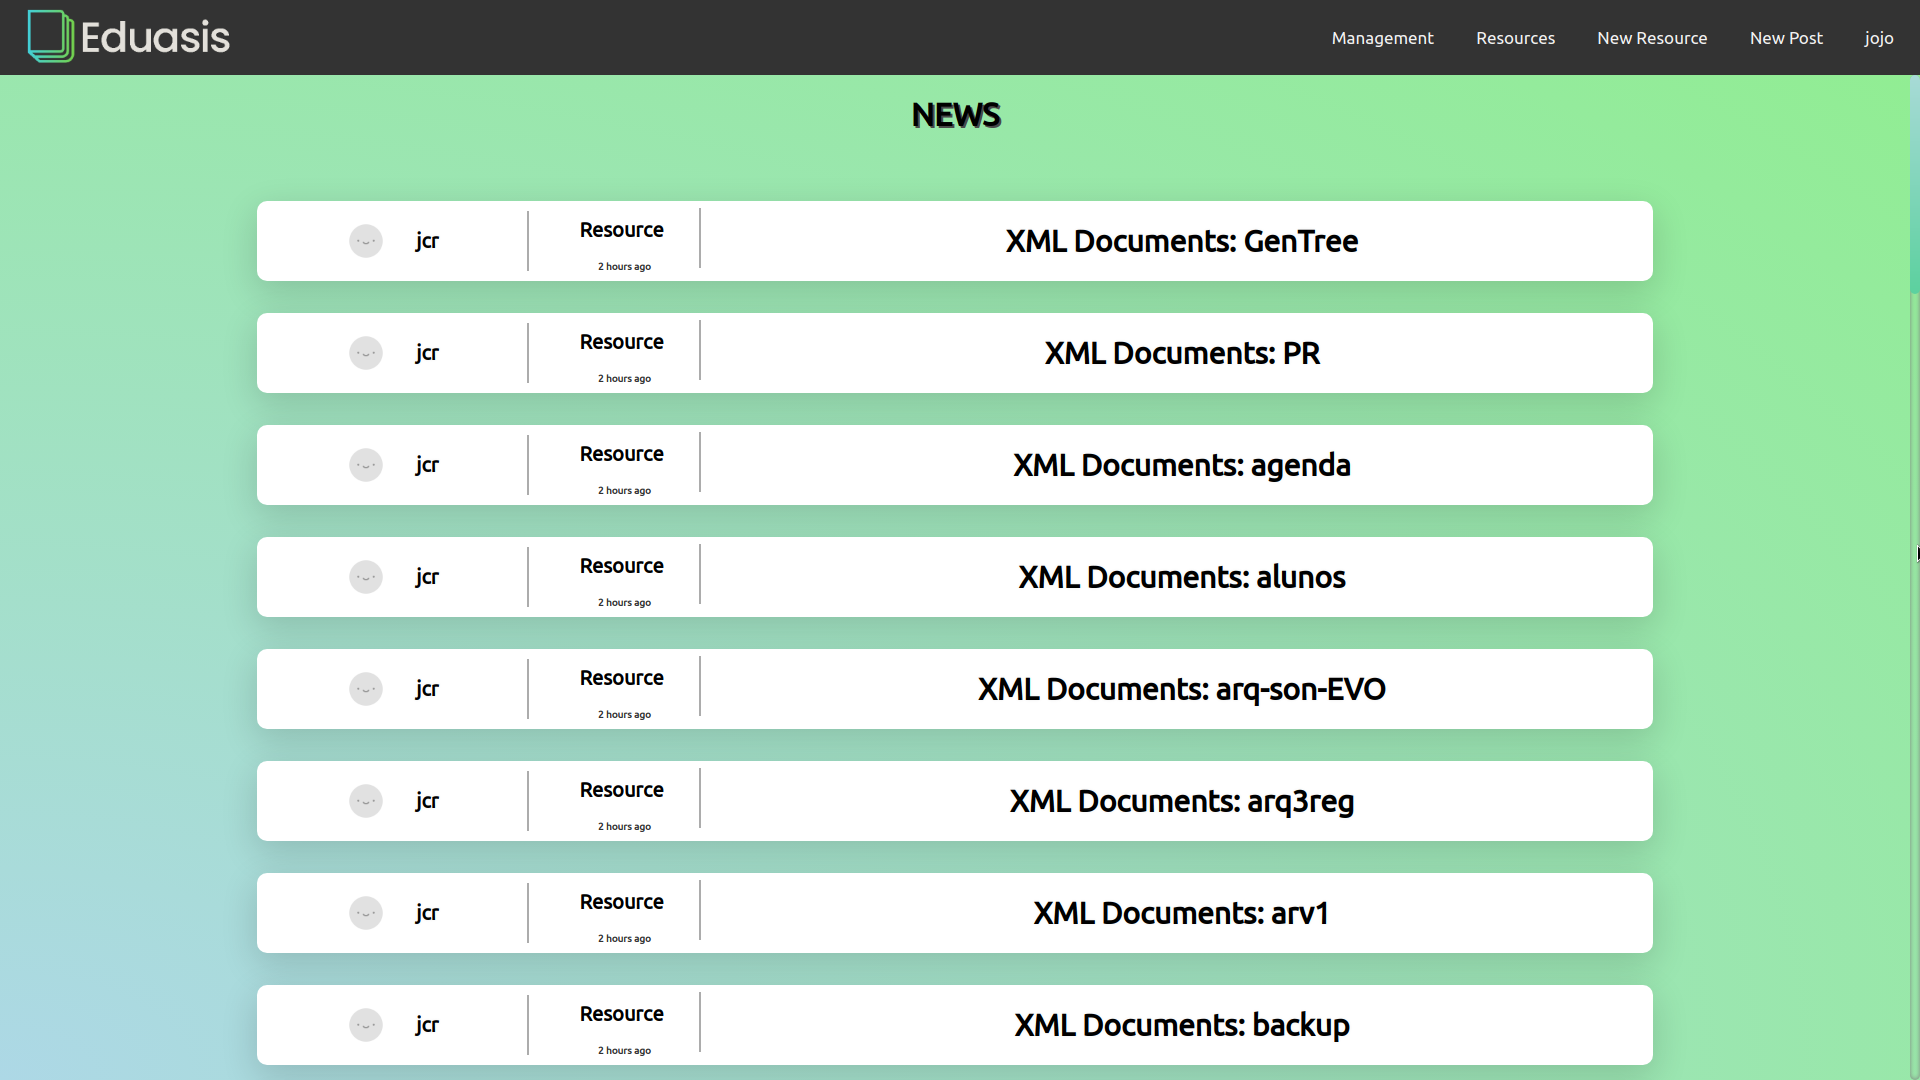 Eduasis
Management Resources New Resource New Post jojo
NEWS
jcr Resource 2 hours ago XML Documents: GenTree
jcr Resource 2 hours ago XML Documents: PR
jcr Resource 2 hours ago XML Documents: agenda
jcr Resource 2 hours ago XML Documents: alunos
jcr Resource 2 hours ago XML Documents: arq-son-EVO
jcr Resource 2 hours ago XML Documents: arq3reg
jcr Resource 2 hours ago XML Documents: arv1
jcr Resource 2 hours ago XML Documents: backup